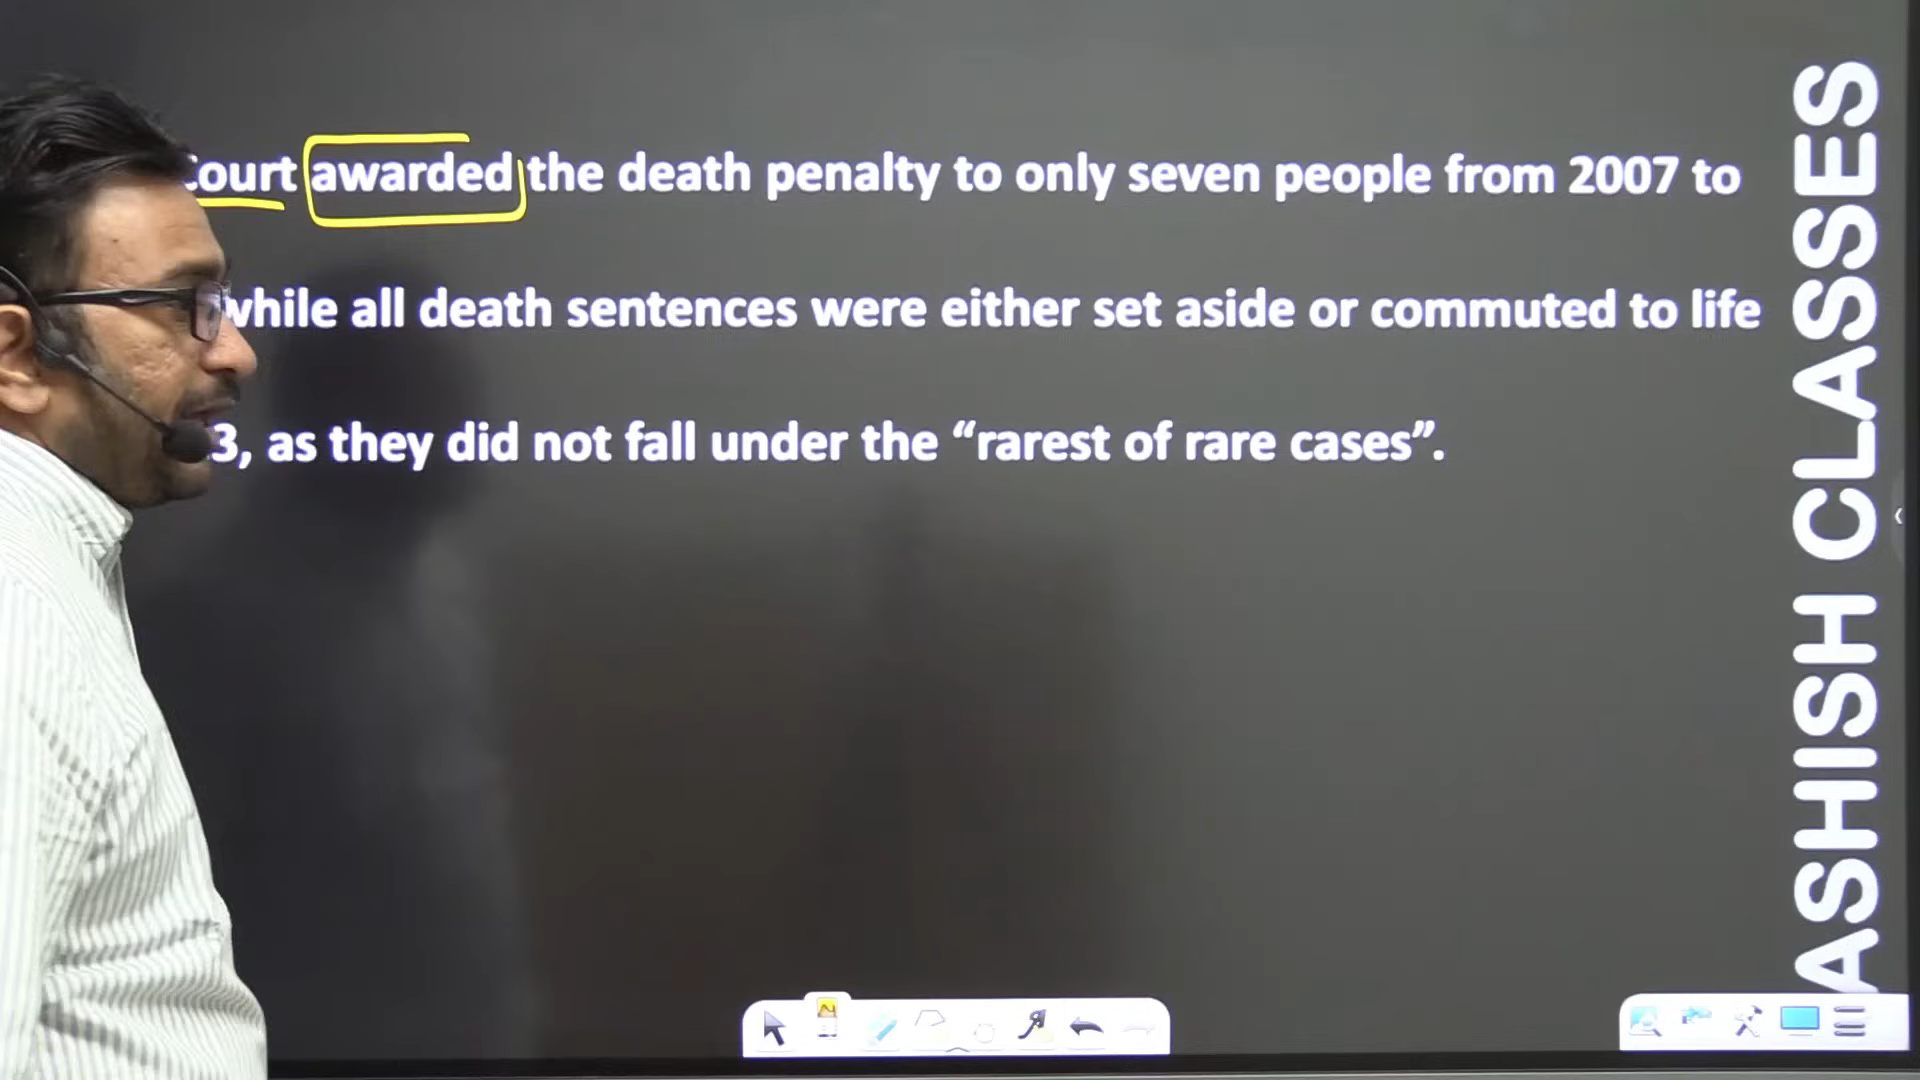 Court awarded the death penalty to only seven people from 2007 to
while all death sentences were either set aside or commuted to life
3, as they did not fall under the “rarest of rare cases”.
ASHISH CLASSES